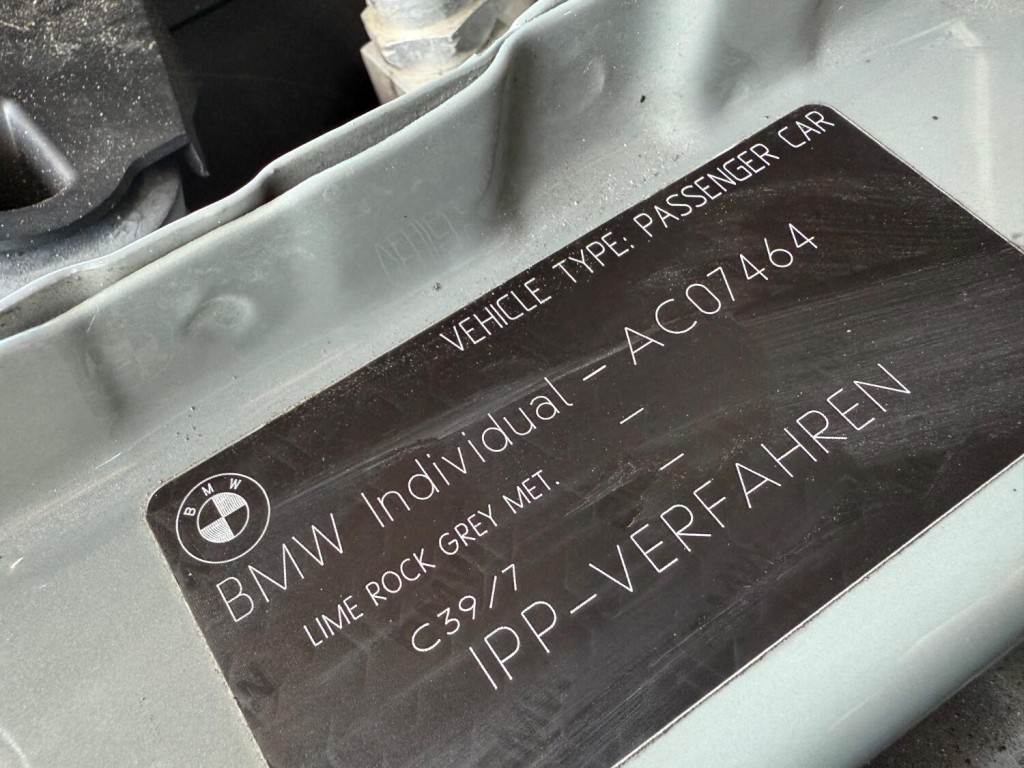 VEHICLE TYPE: PASSENGER CAR
BMW
BMW Individual - AC07464
LIME ROCK GREY MET. -
C39/7 -
IPP-VERFAHREN